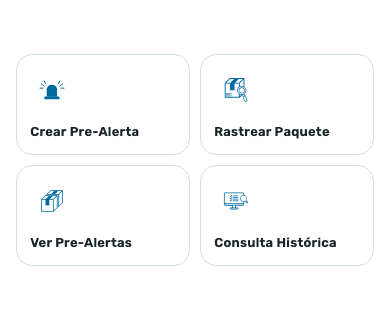 Crear Pre-Alerta
Rastrear Paquete
Ver Pre-Alertas
Consulta Histórica